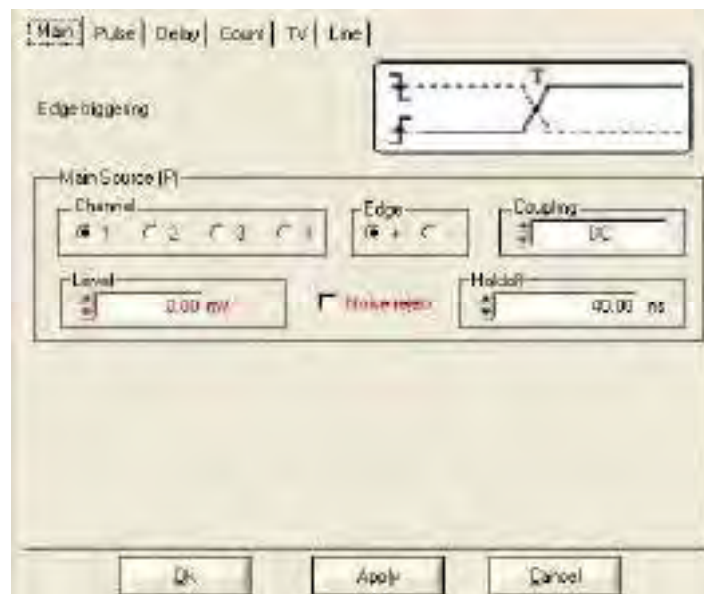 Main Pulse Delay Count TV Line
T
Edge triggering
Main Source (P)
Channel Edge Coupling
1 2 3 4 + - DC
Level Noise reject Holdoff
0.00 mV 40.00 ns
Ok Apply Cancel